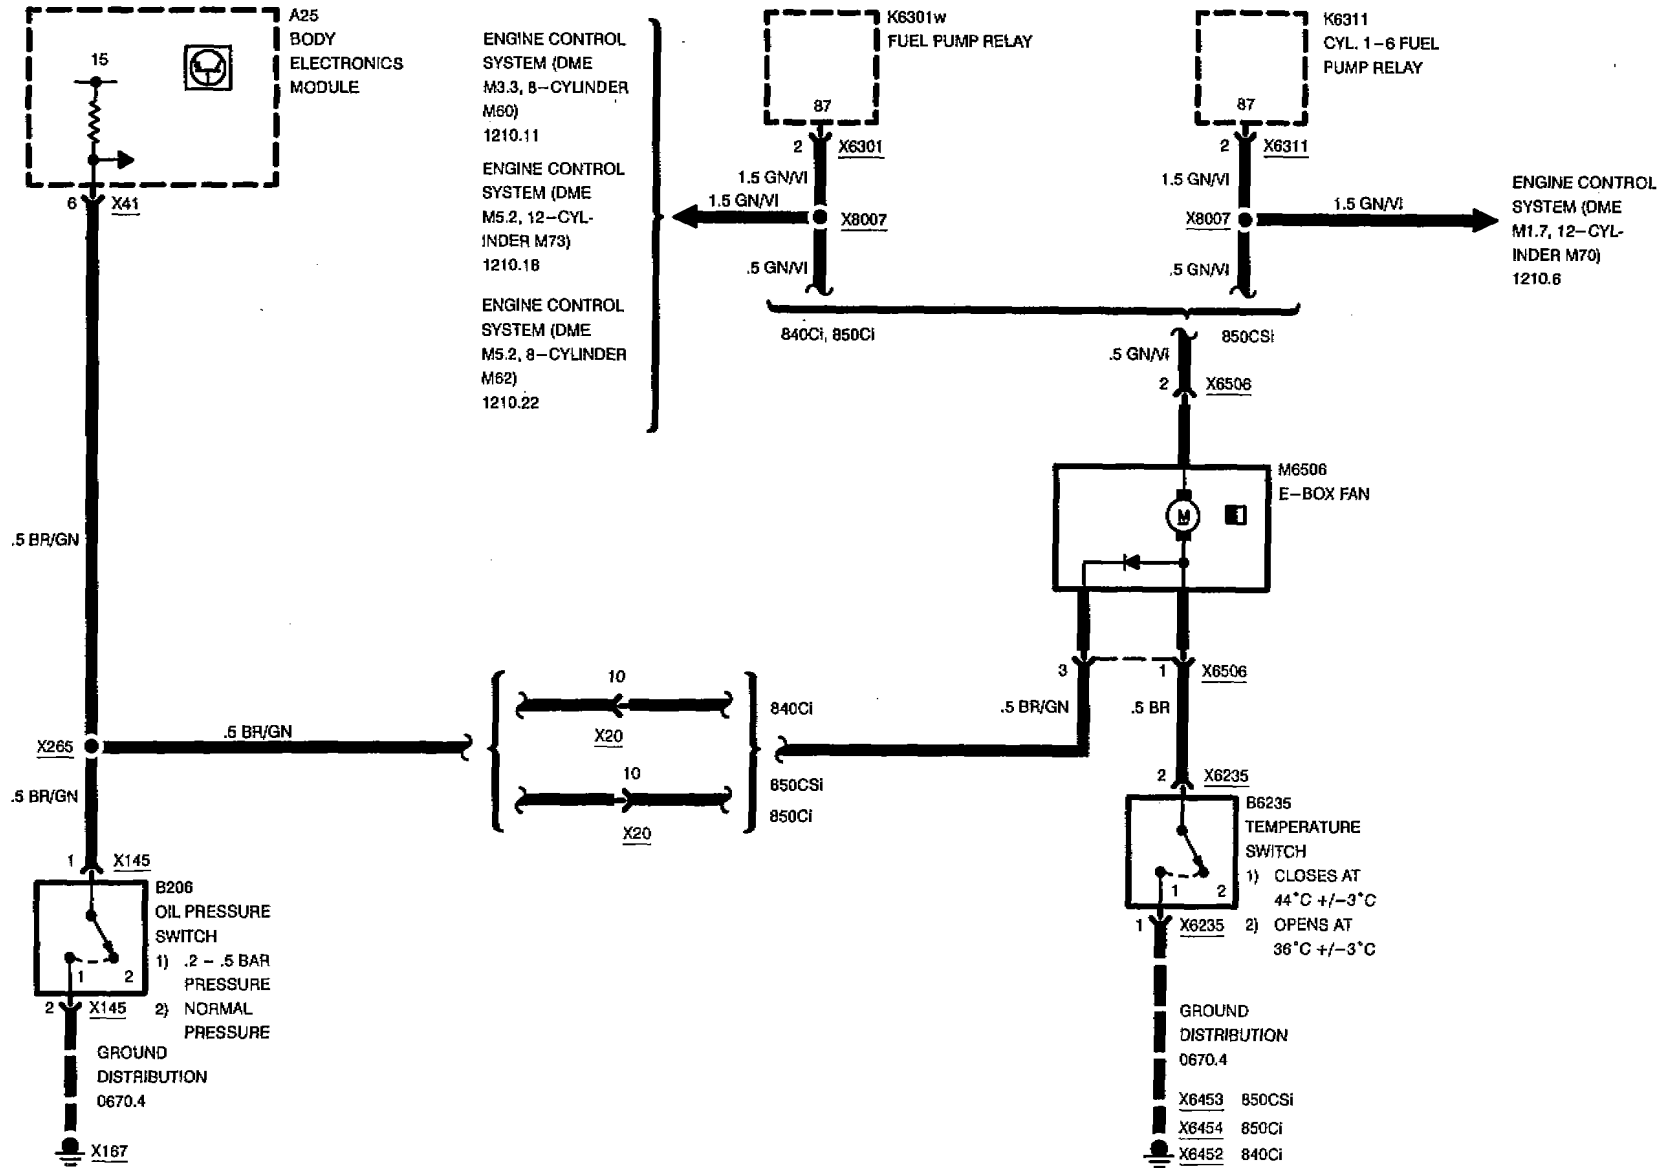 A25
BODY
ELECTRONICS
MODULE
15
6 X41
.5 BR/GN
X265
.5 BR/GN
.5 BR/GN
1 X145
B206
OIL PRESSURE
SWITCH
1) .2 – .5 BAR
PRESSURE
2) NORMAL
PRESSURE
1 2
2 X145
GROUND
DISTRIBUTION
0670.4
X167
ENGINE CONTROL
SYSTEM (DME
M3.3, 8–CYLINDER
M60)
1210.11
ENGINE CONTROL
SYSTEM (DME
M5.2, 12–CYL-
INDER M73)
1210.18
ENGINE CONTROL
SYSTEM (DME
M5.2, 8–CYLINDER
M62)
1210.22
K6301w
FUEL PUMP RELAY
87
2 X6301
1.5 GN/VI
1.5 GN/VI
X8007
.5 GN/VI
840Ci, 850Ci
K6311
CYL. 1–6 FUEL
PUMP RELAY
87
2 X6311
1.5 GN/VI
1.5 GN/VI
X8007
.5 GN/VI
850CSi
ENGINE CONTROL
SYSTEM (DME
M1.7, 12–CYL-
INDER M70)
1210.6
.5 GN/VI
2 X6506
M6506
E–BOX FAN
M
3 1 X6506
.5 BR/GN
.5 BR
10
X20
840Ci
10
X20
850CSi
850Ci
2 X6235
B6235
TEMPERATURE
SWITCH
1) CLOSES AT
44°C +/–3°C
2) OPENS AT
36°C +/–3°C
1 2
1 X6235
GROUND
DISTRIBUTION
0670.4
X6453 850CSi
X6454 850Ci
X6452 840Ci